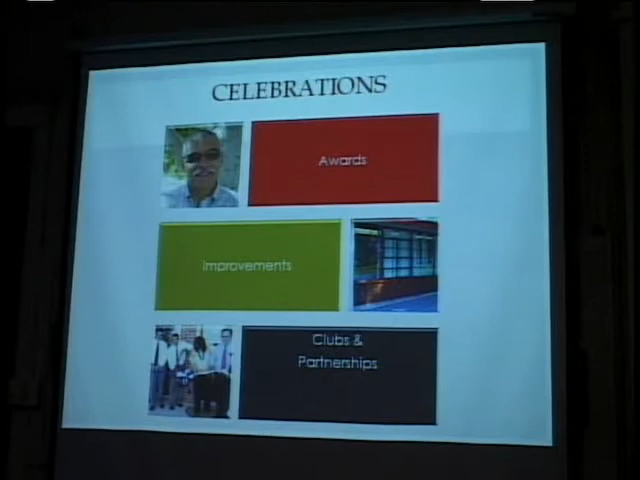 CELEBRATIONS
Awards
Improvements
Clubs &
Partnerships